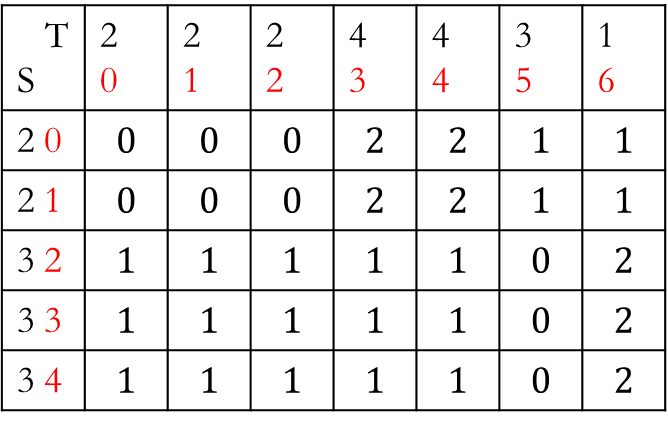 T 2 2 2 4 4 3 1
S 0 1 2 3 4 5 6
2 0 0 0 0 2 2 1 1
2 1 0 0 0 2 2 1 1
3 2 1 1 1 1 1 0 2
3 3 1 1 1 1 1 0 2
3 4 1 1 1 1 1 0 2